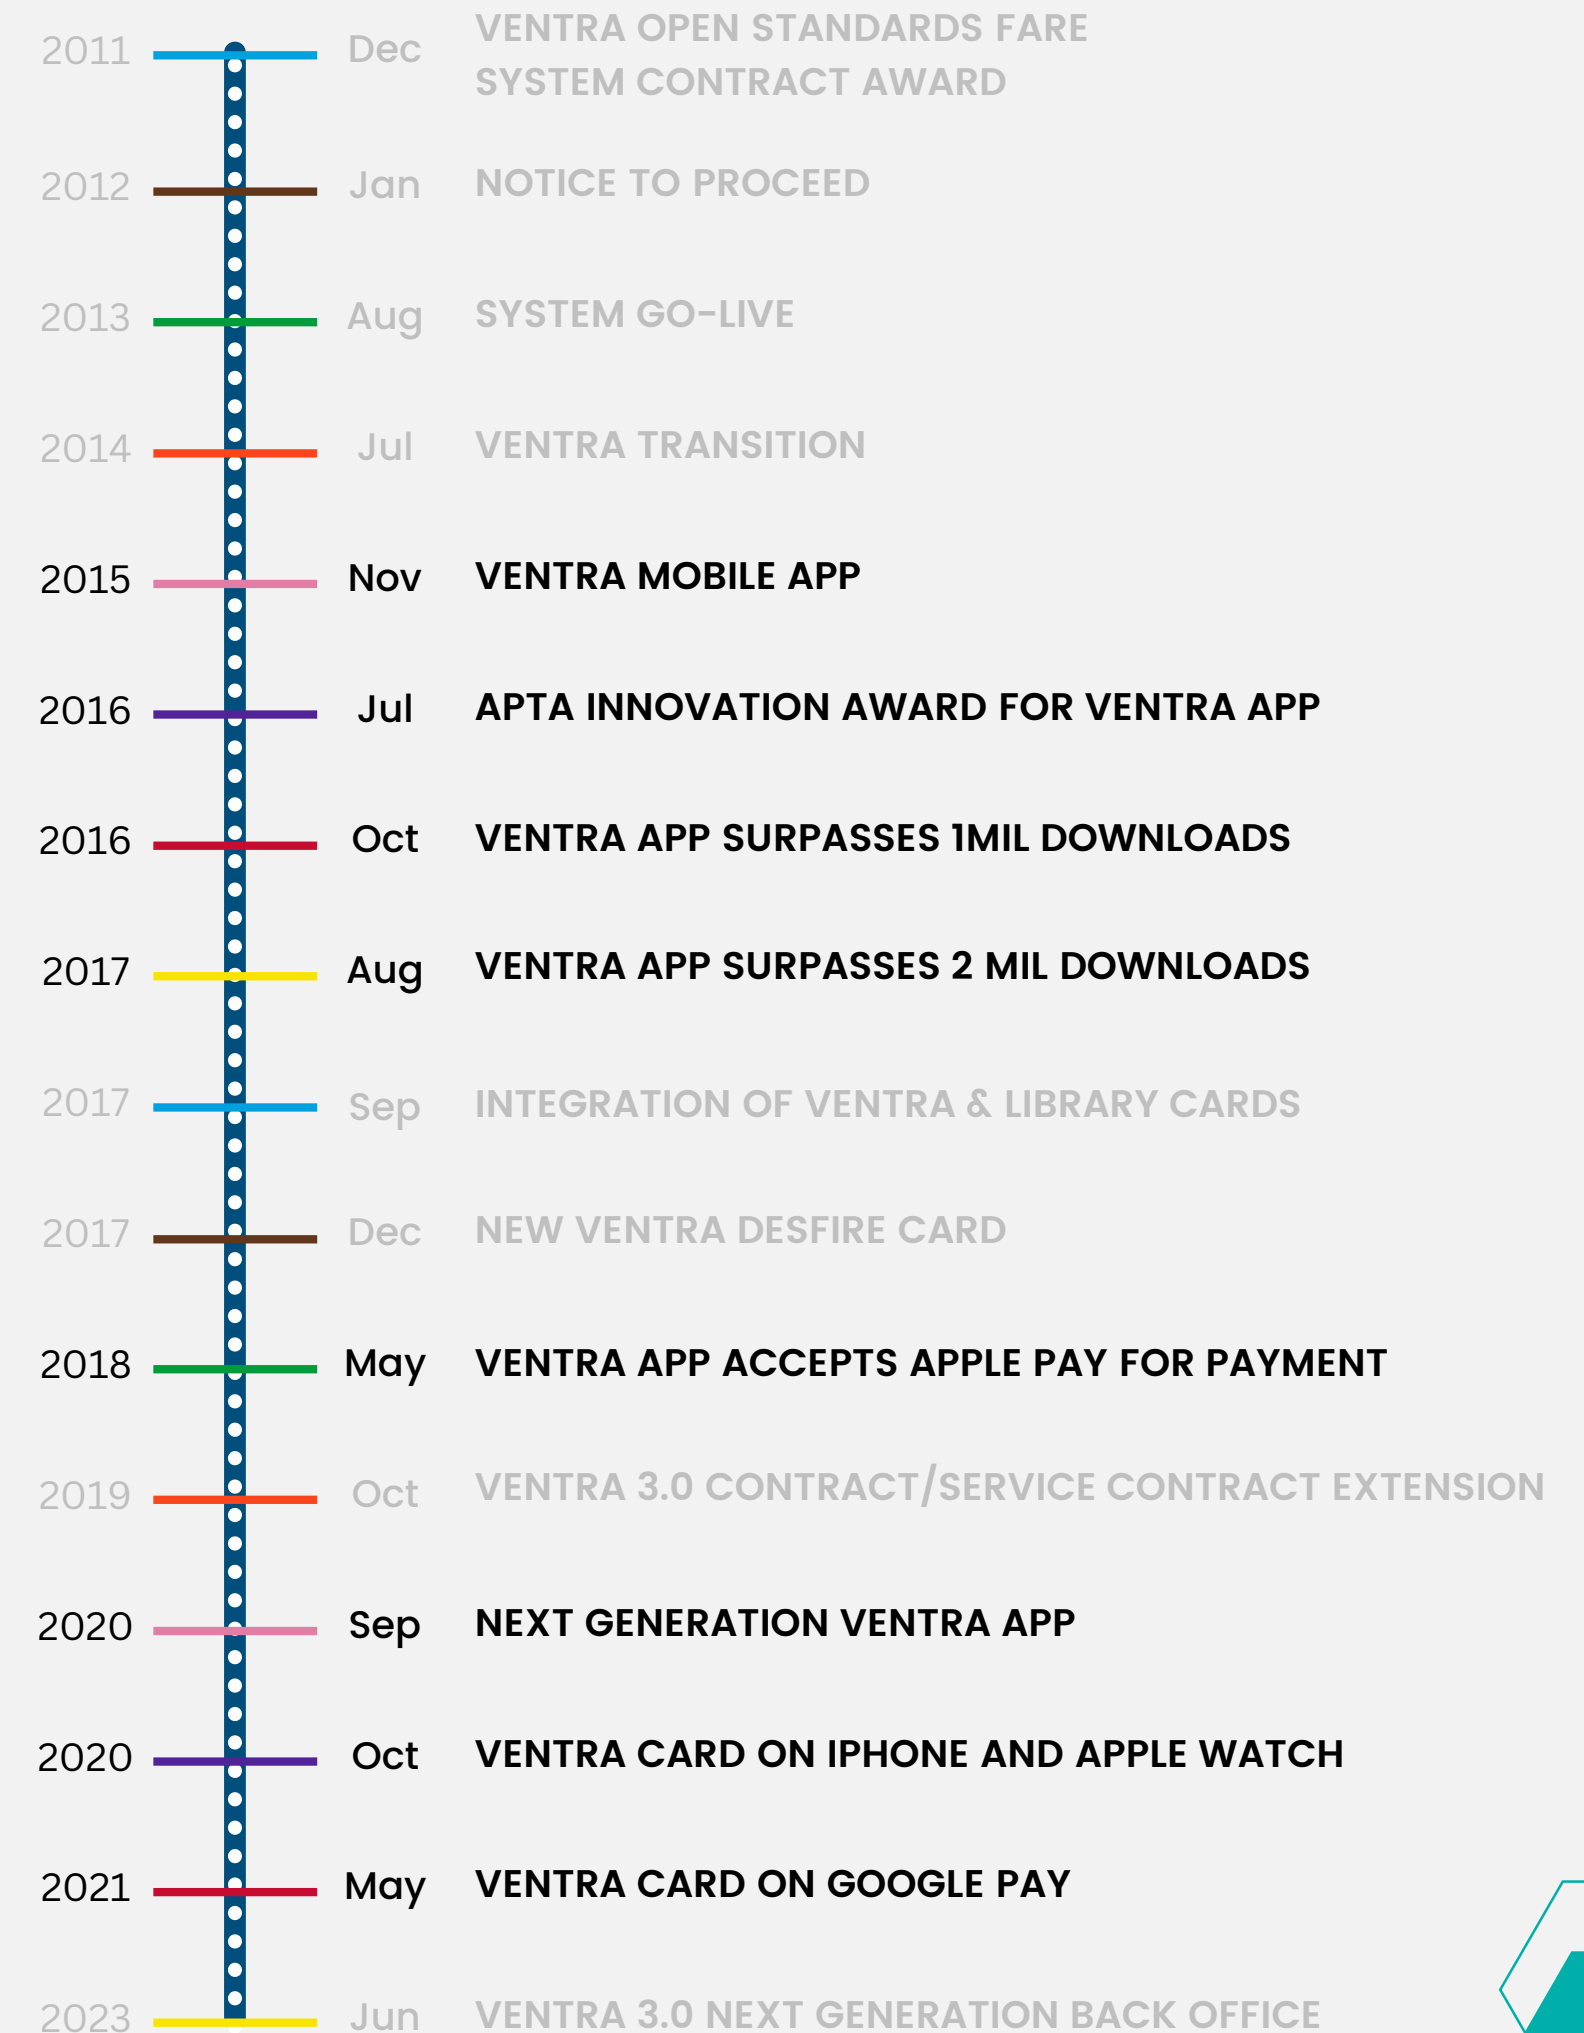 2011 Dec VENTRA OPEN STANDARDS FARE
SYSTEM CONTRACT AWARD
2012 Jan NOTICE TO PROCEED
2013 Aug SYSTEM GO-LIVE
2014 Jul VENTRA TRANSITION
2015 Nov VENTRA MOBILE APP
2016 Jul APTA INNOVATION AWARD FOR VENTRA APP
2016 Oct VENTRA APP SURPASSES 1MIL DOWNLOADS
2017 Aug VENTRA APP SURPASSES 2 MIL DOWNLOADS
2017 Sep INTEGRATION OF VENTRA & LIBRARY CARDS
2017 Dec NEW VENTRA DESFIRE CARD
2018 May VENTRA APP ACCEPTS APPLE PAY FOR PAYMENT
2019 Oct VENTRA 3.0 CONTRACT/SERVICE CONTRACT EXTENSION
2020 Sep NEXT GENERATION VENTRA APP
2020 Oct VENTRA CARD ON IPHONE AND APPLE WATCH
2021 May VENTRA CARD ON GOOGLE PAY
2023 Jun VENTRA 3.0 NEXT GENERATION BACK OFFICE